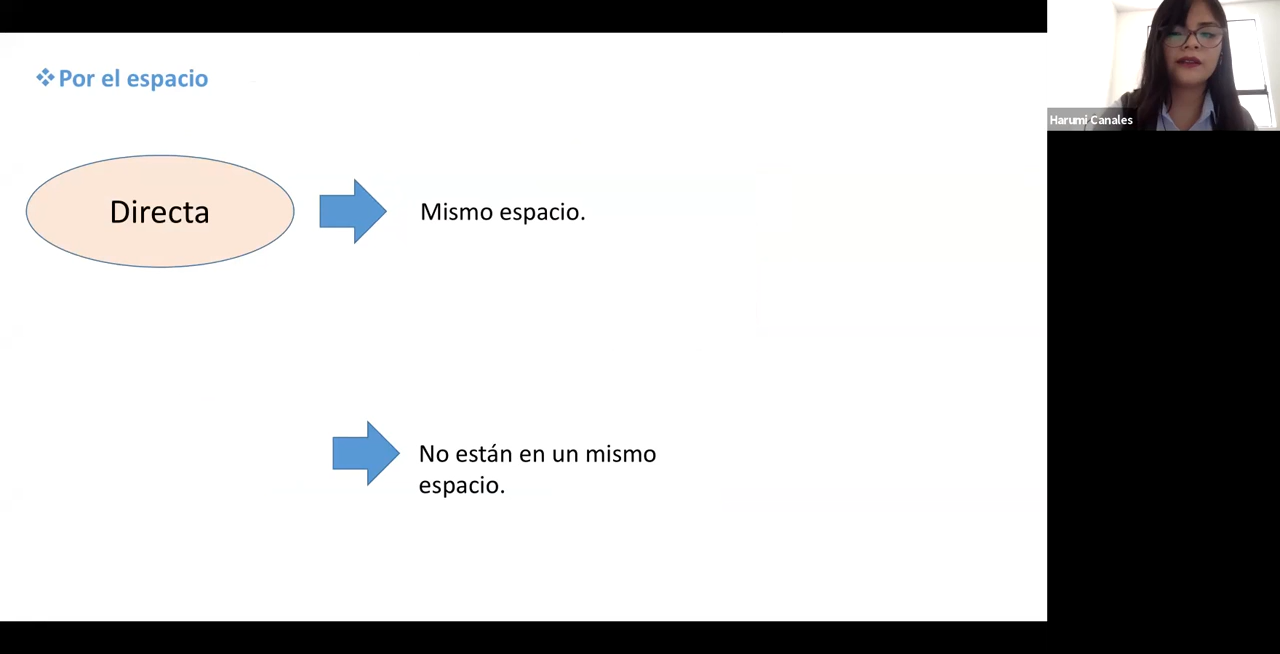 ❖Por el espacio
Harumi Canales
Directa
Mismo espacio.
No están en un mismo
espacio.